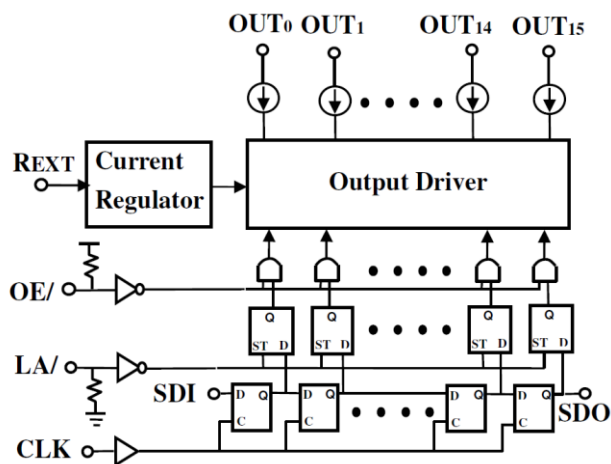 OUT0 OUT1 OUT14 OUT15
REXT
Current
Regulator
Output Driver
OE/
Q Q Q Q
ST D ST D ST D ST D
LA/
SDI
D Q D Q D Q D Q
SDO
C C C C
CLK